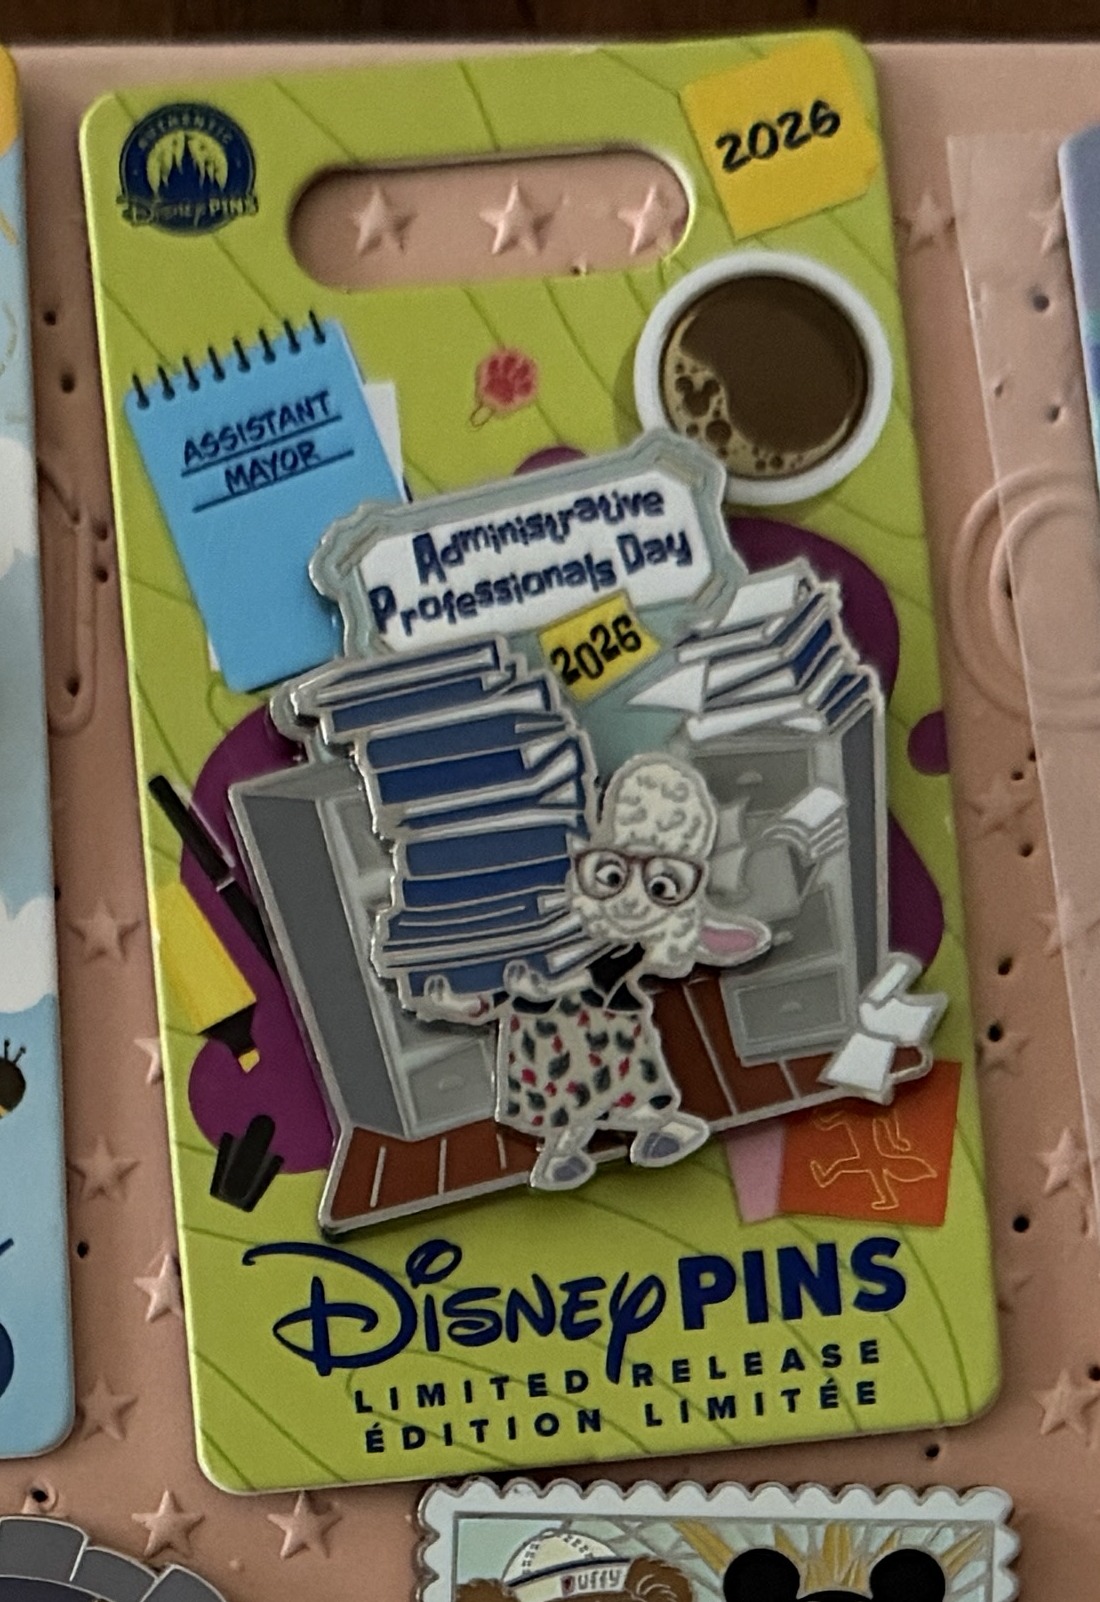 AUTHENTIC
Disney PINS
2026
ASSISTANT
MAYOR
Administrative
Professionals Day
2026
Disney PINS
LIMITED RELEASE
ÉDITION LIMITÉE
Duffy